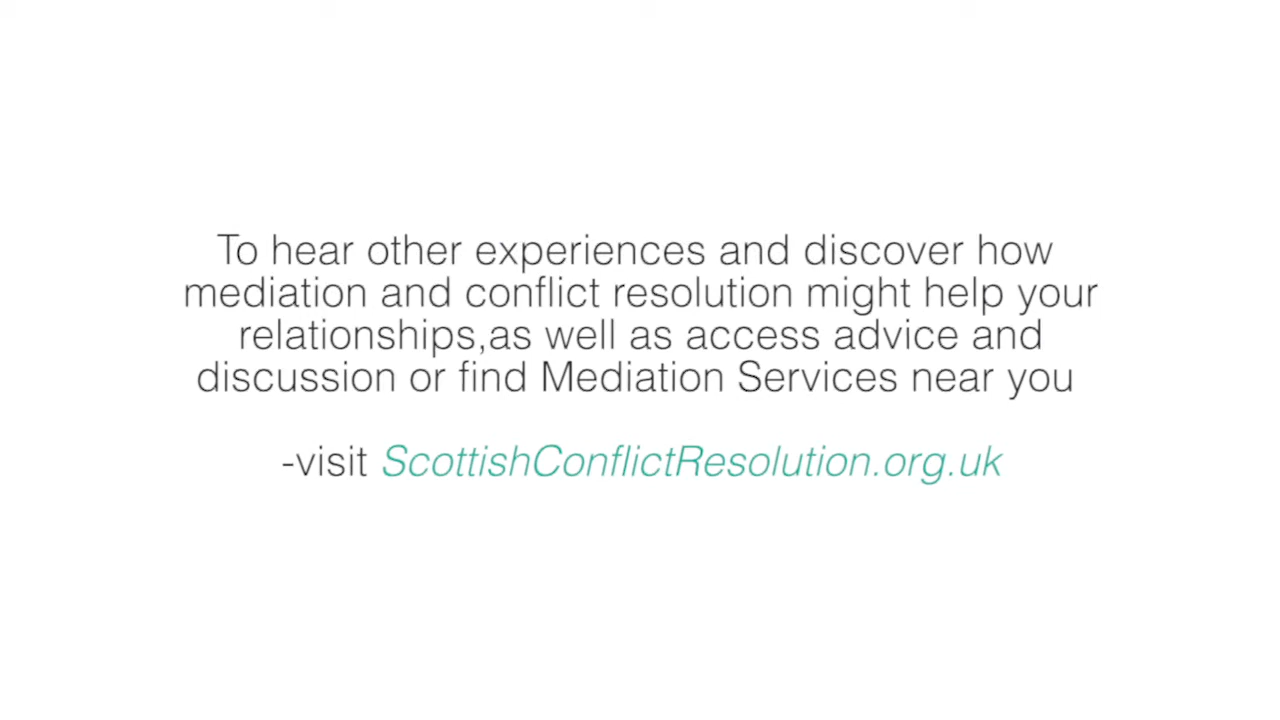 To hear other experiences and discover how
mediation and conflict resolution might help your
relationships,as well as access advice and
discussion or find Mediation Services near you
-visit ScottishConflictResolution.org.uk